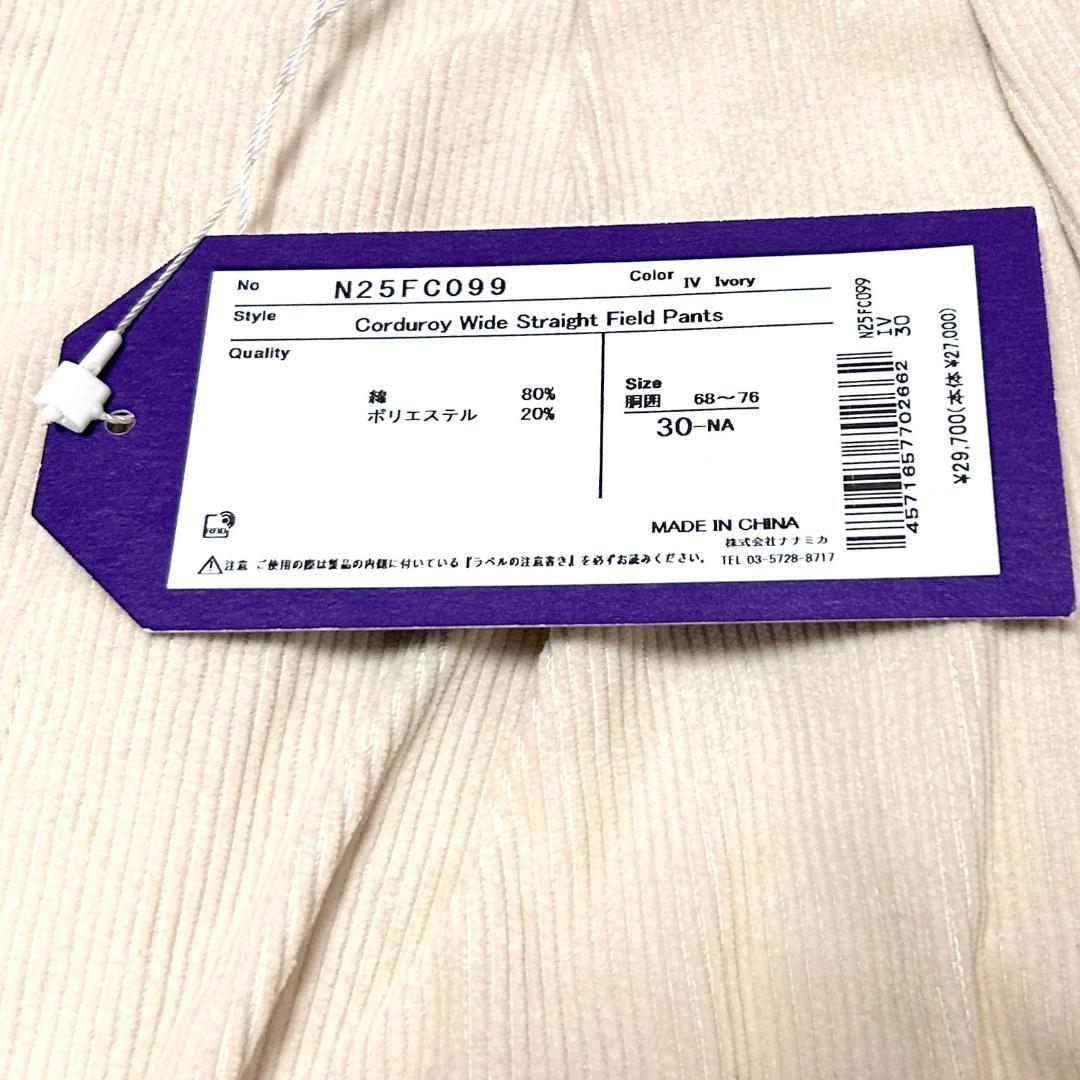 No N25FC099 Color IV Ivory
Style Corduroy Wide Straight Field Pants
Quality
綿 80%
ポリエステル 20%
Size
胴囲 68～76
30-NA
RFID
MADE IN CHINA
株式会社ナナミカ
⚠注意 ご使用の際は製品の内側に付いている『ラベルの注意書き』を必ずお読みください。 TEL 03-5728-8717
N25FC099
IV
30
4571657702662
¥29,700(本体 ¥27,000)